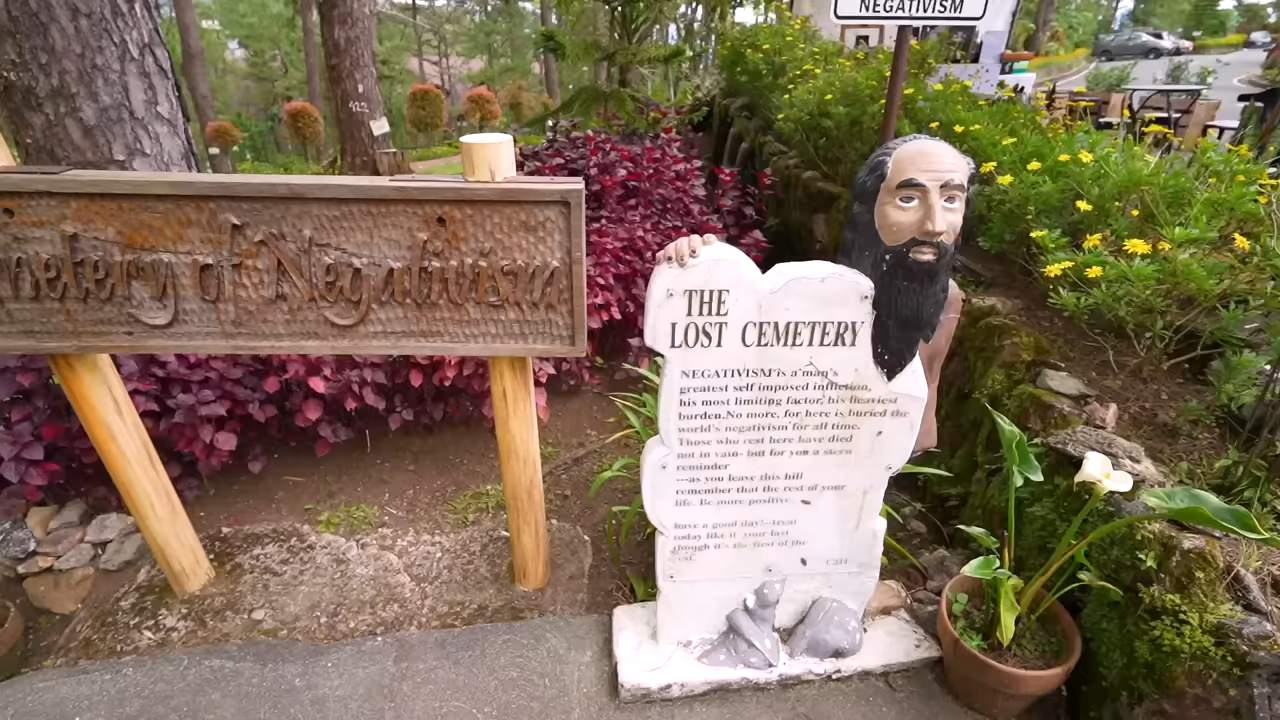 NEGATIVISM
422
metery of Negativism
THE
LOST CEMETERY
NEGATIVISM is a man's
greatest self imposed infliction,
his most limiting factor, his heaviest
burden.No more, for here is buried the
world's negativism for all time.
Those who rest here have died
not in vain- but for you a stern
reminder
---as you leave this hill
remember that the rest of your
life. Be more positive.
have a good day!--treat
today like it your last
though it's the first of the
rest.